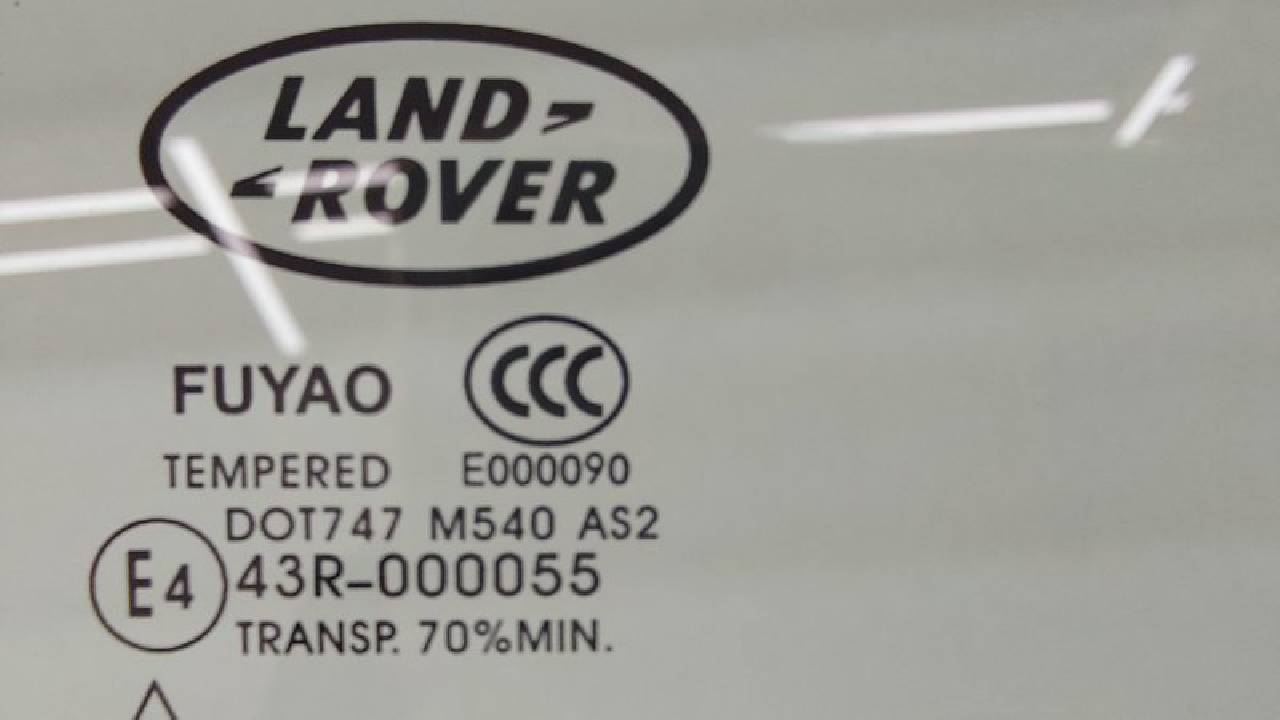 LAND
ROVER
FUYAO CCC
TEMPERED E000090
DOT747 M540 AS2
E4 43R-000055
TRANSP. 70%MIN.